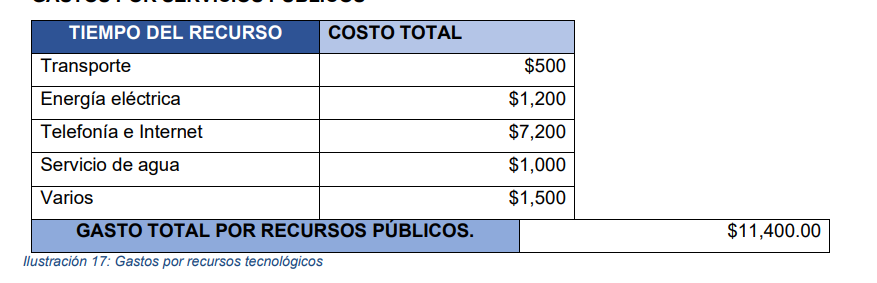 TIEMPO DEL RECURSO COSTO TOTAL
Transporte $500
Energía eléctrica $1,200
Telefonía e Internet $7,200
Servicio de agua $1,000
Varios $1,500
GASTO TOTAL POR RECURSOS PÚBLICOS. $11,400.00
Ilustración 17: Gastos por recursos tecnológicos